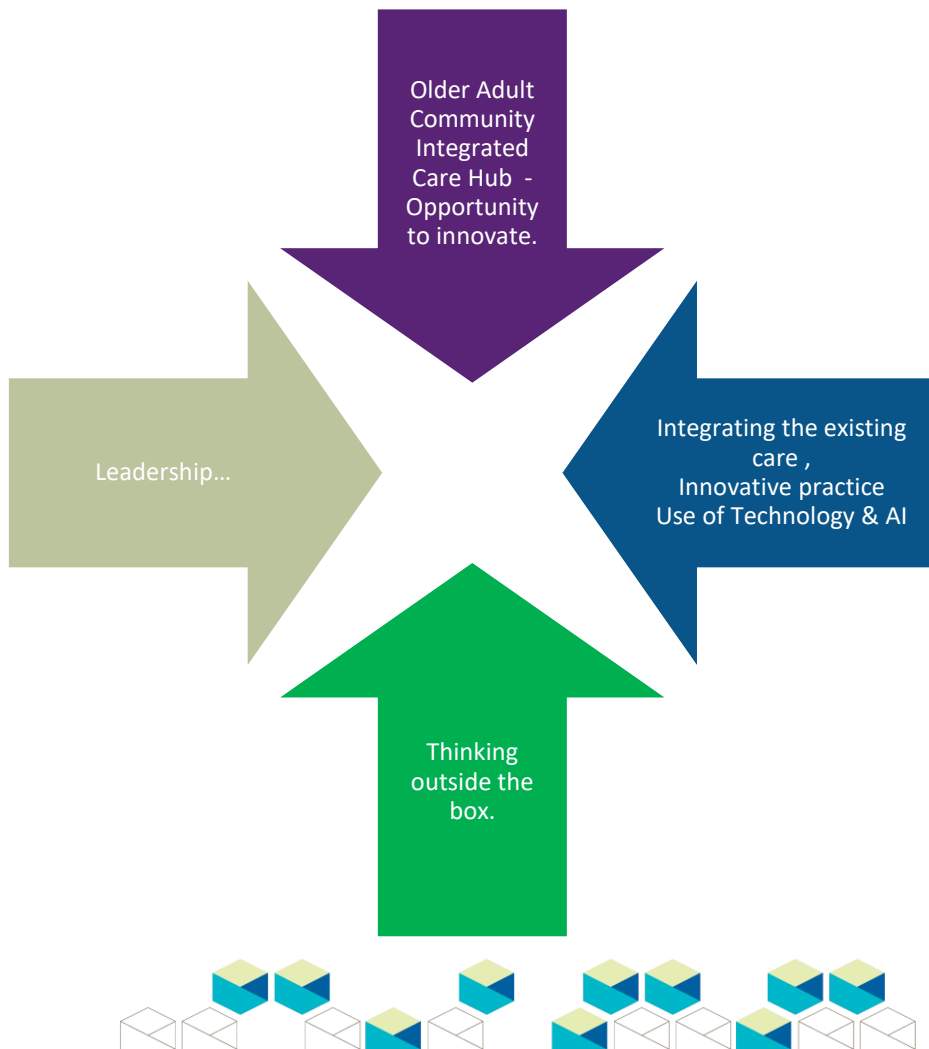 Older Adult
Community
Integrated
Care Hub -
Opportunity
to innovate.
Leadership...
Integrating the existing
care ,
Innovative practice
Use of Technology & AI
Thinking
outside the
box.